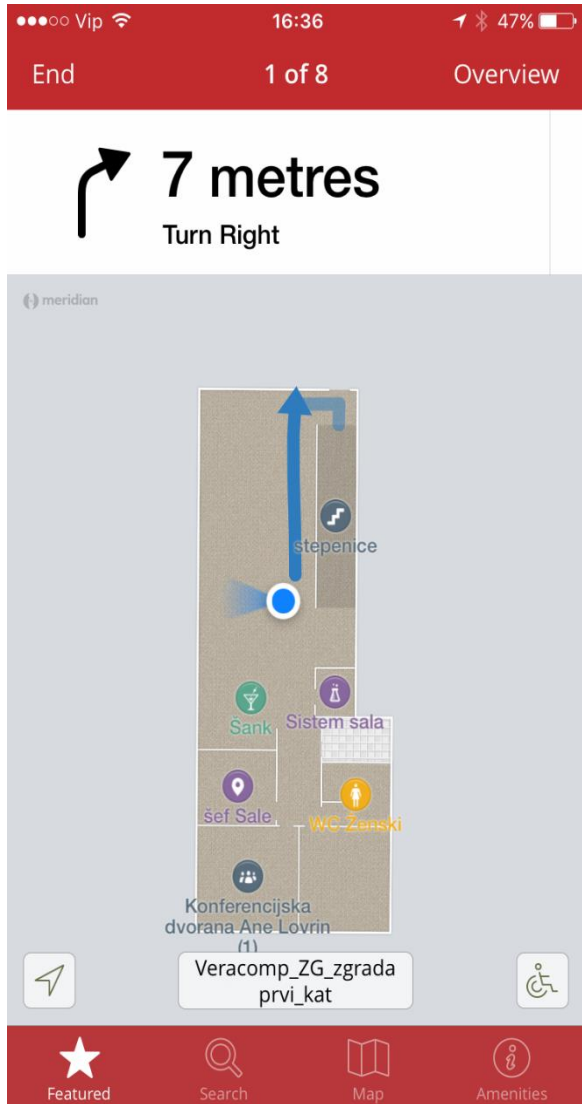 Vip 16:36 47%
End 1 of 8 Overview
7 metres
Turn Right
meridian
stepenice
Šank
Sistem sala
šef Sale
WC Ženski
Konferencijska
dvorana Ane Lovrin
(1)
Veracomp_ZG_zgrada
prvi_kat
Featured Search Map Amenities